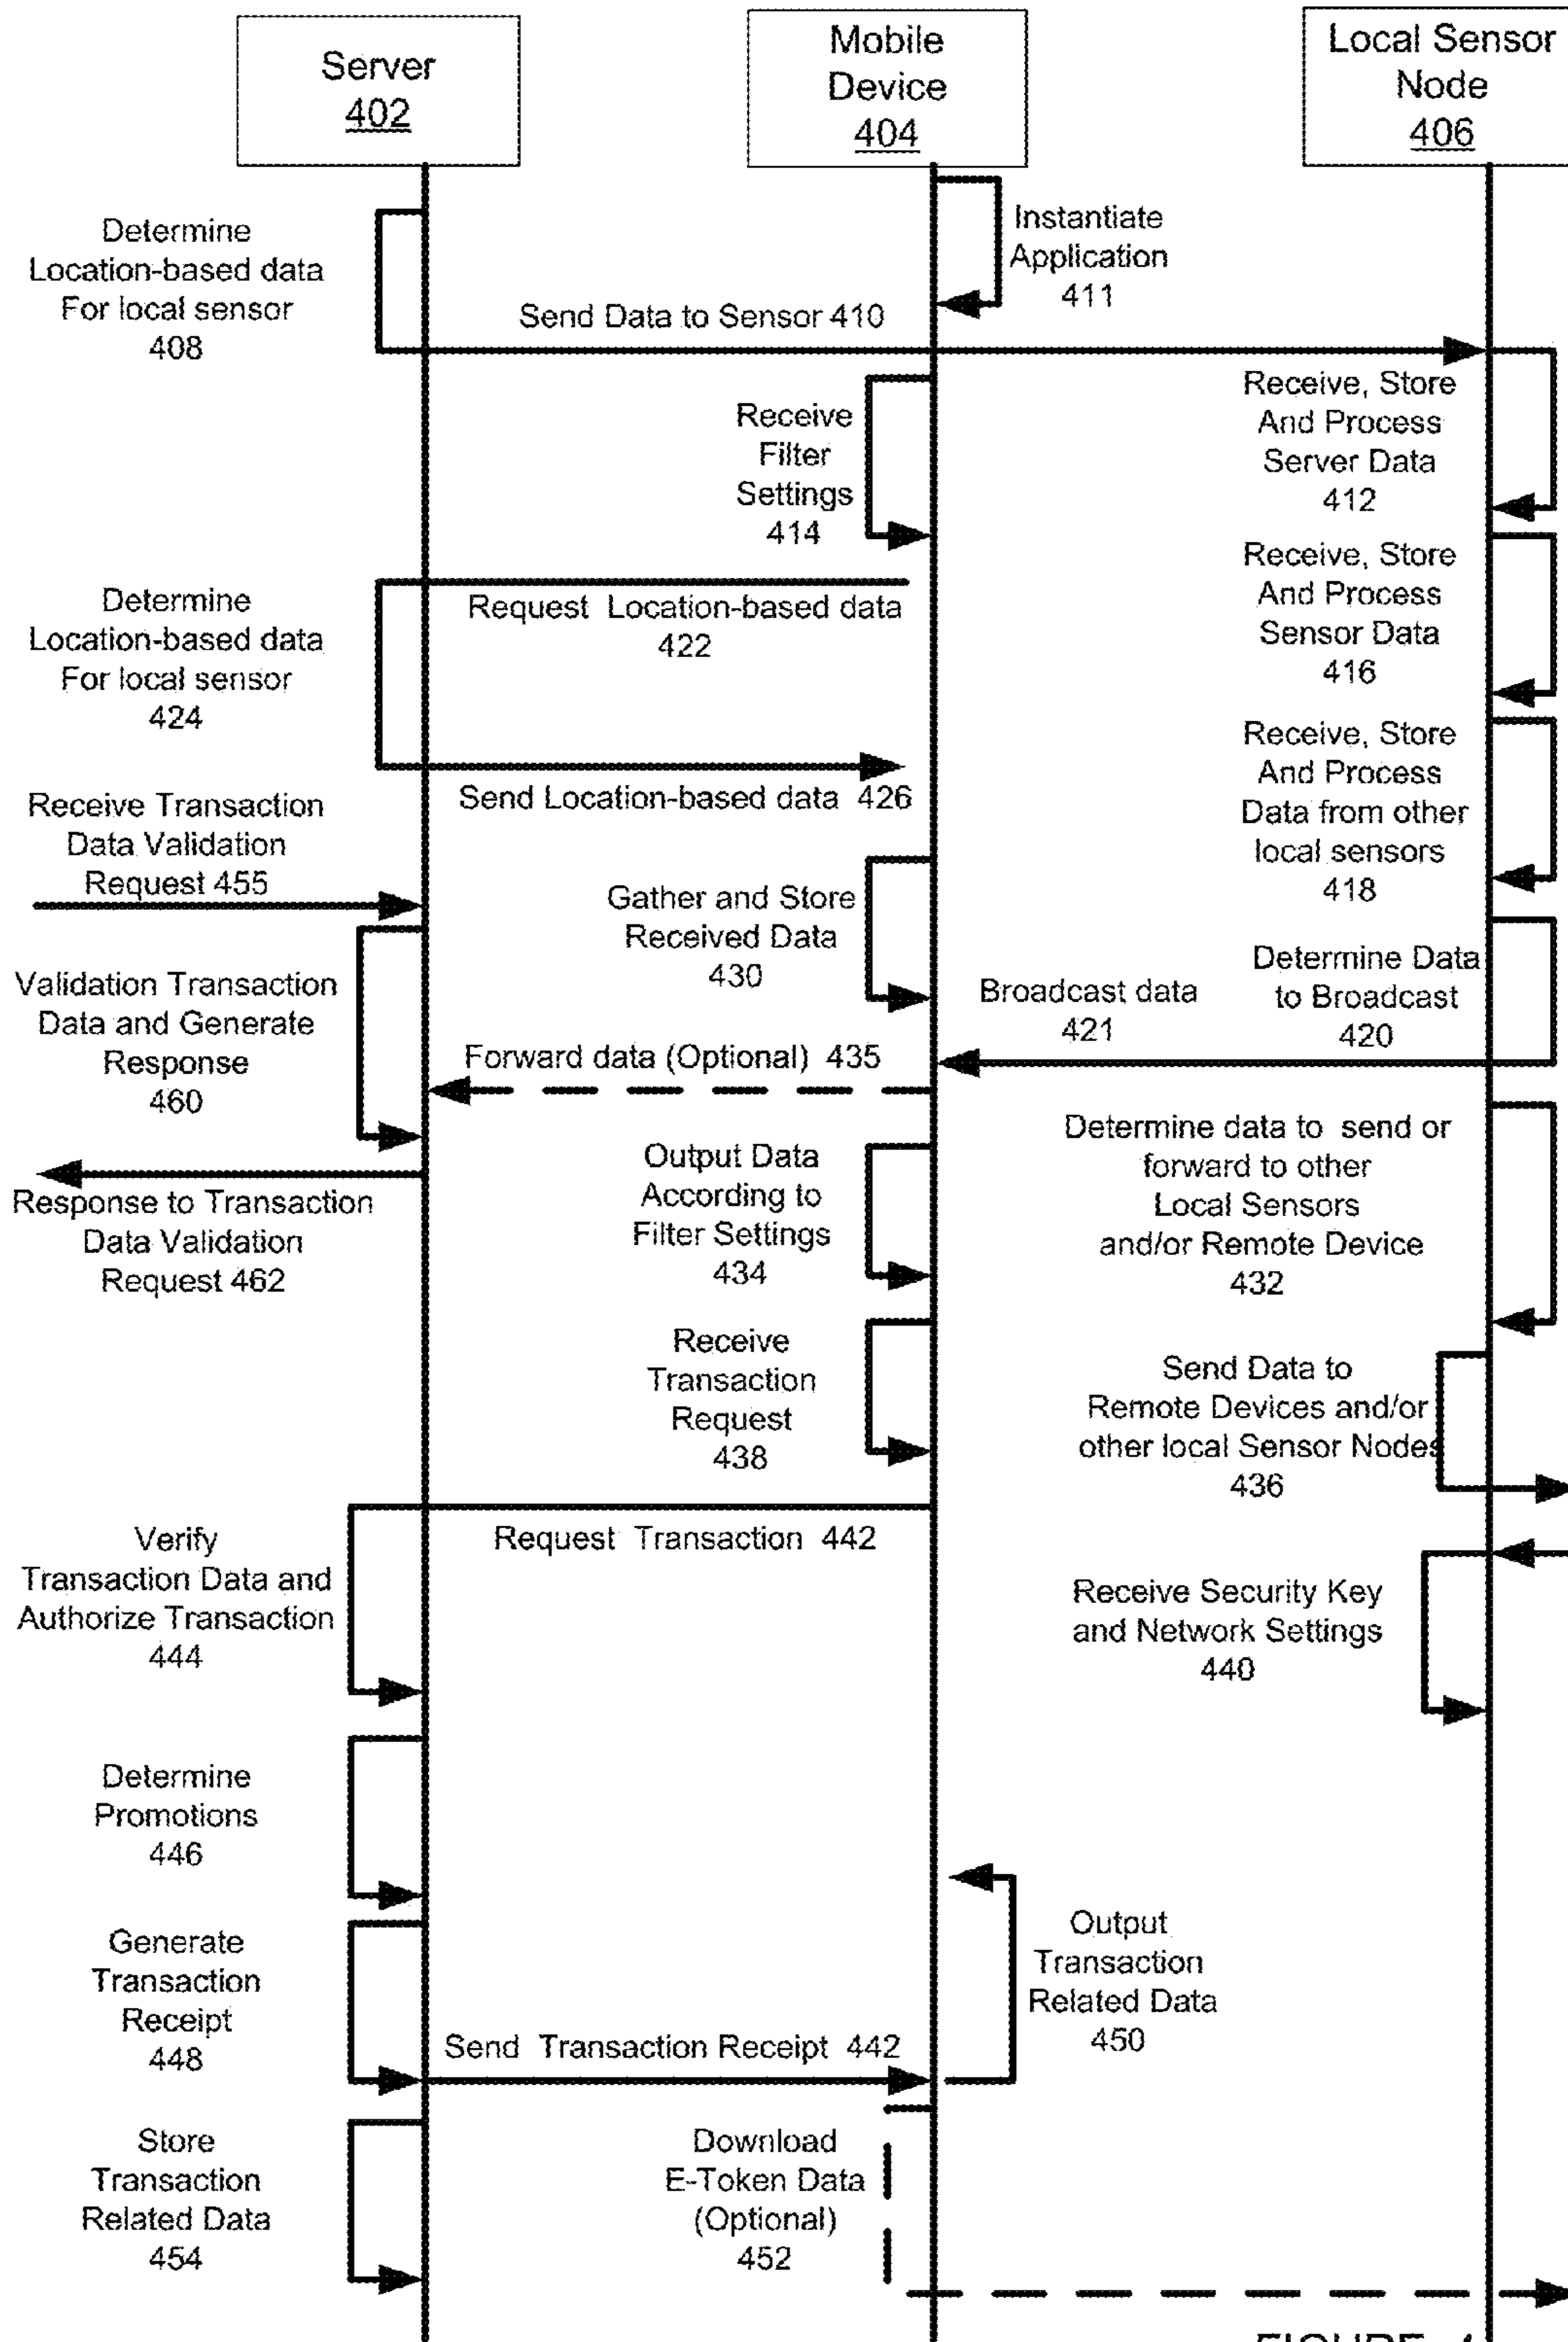 Server
402
Mobile
Device
404
Local Sensor
Node
406
Determine
Location-based data
For local sensor
408
Instantiate
Application
411
Send Data to Sensor 410
Receive
Filter
Settings
414
Receive, Store
And Process
Server Data
412
Determine
Location-based data
For local sensor
424
Request Location-based data
422
Receive, Store
And Process
Sensor Data
416
Send Location-based data 426
Receive, Store
And Process
Data from other
local sensors
418
Receive Transaction
Data Validation
Request 455
Gather and Store
Received Data
430
Determine Data
to Broadcast
420
Broadcast data
421
Validation Transaction
Data and Generate
Response
460
Forward data (Optional) 435
Response to Transaction
Data Validation
Request 462
Output Data
According to
Filter Settings
434
Determine data to send or
forward to other
Local Sensors
and/or Remote Device
432
Receive
Transaction
Request
438
Send Data to
Remote Devices and/or
other local Sensor Nodes
436
Request Transaction 442
Verify
Transaction Data and
Authorize Transaction
444
Receive Security Key
and Network Settings
440
Determine
Promotions
446
Generate
Transaction
Receipt
448
Output
Transaction
Related Data
450
Send Transaction Receipt 442
Store
Transaction
Related Data
454
Download
E-Token Data
(Optional)
452
FIGURE 4